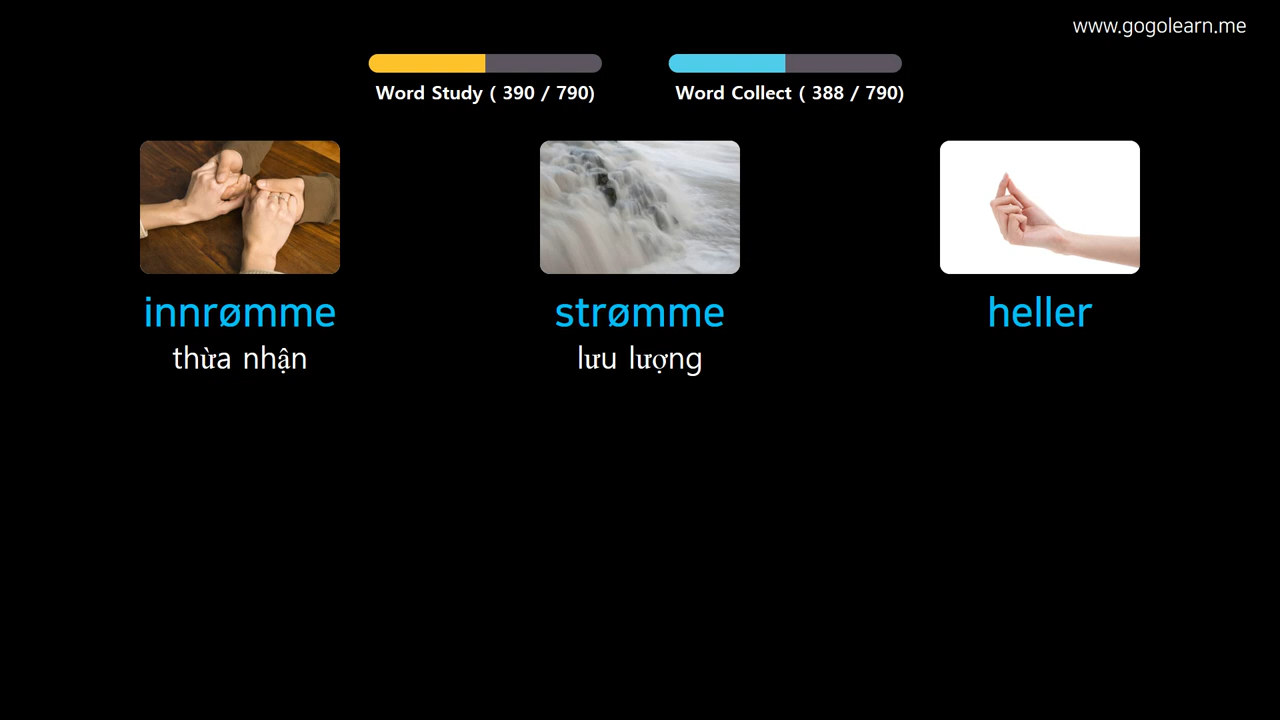 www.gogolearn.me
Word Study ( 390 / 790)
Word Collect ( 388 / 790)
innrømme
strømme
heller
thừa nhận
lưu lượng